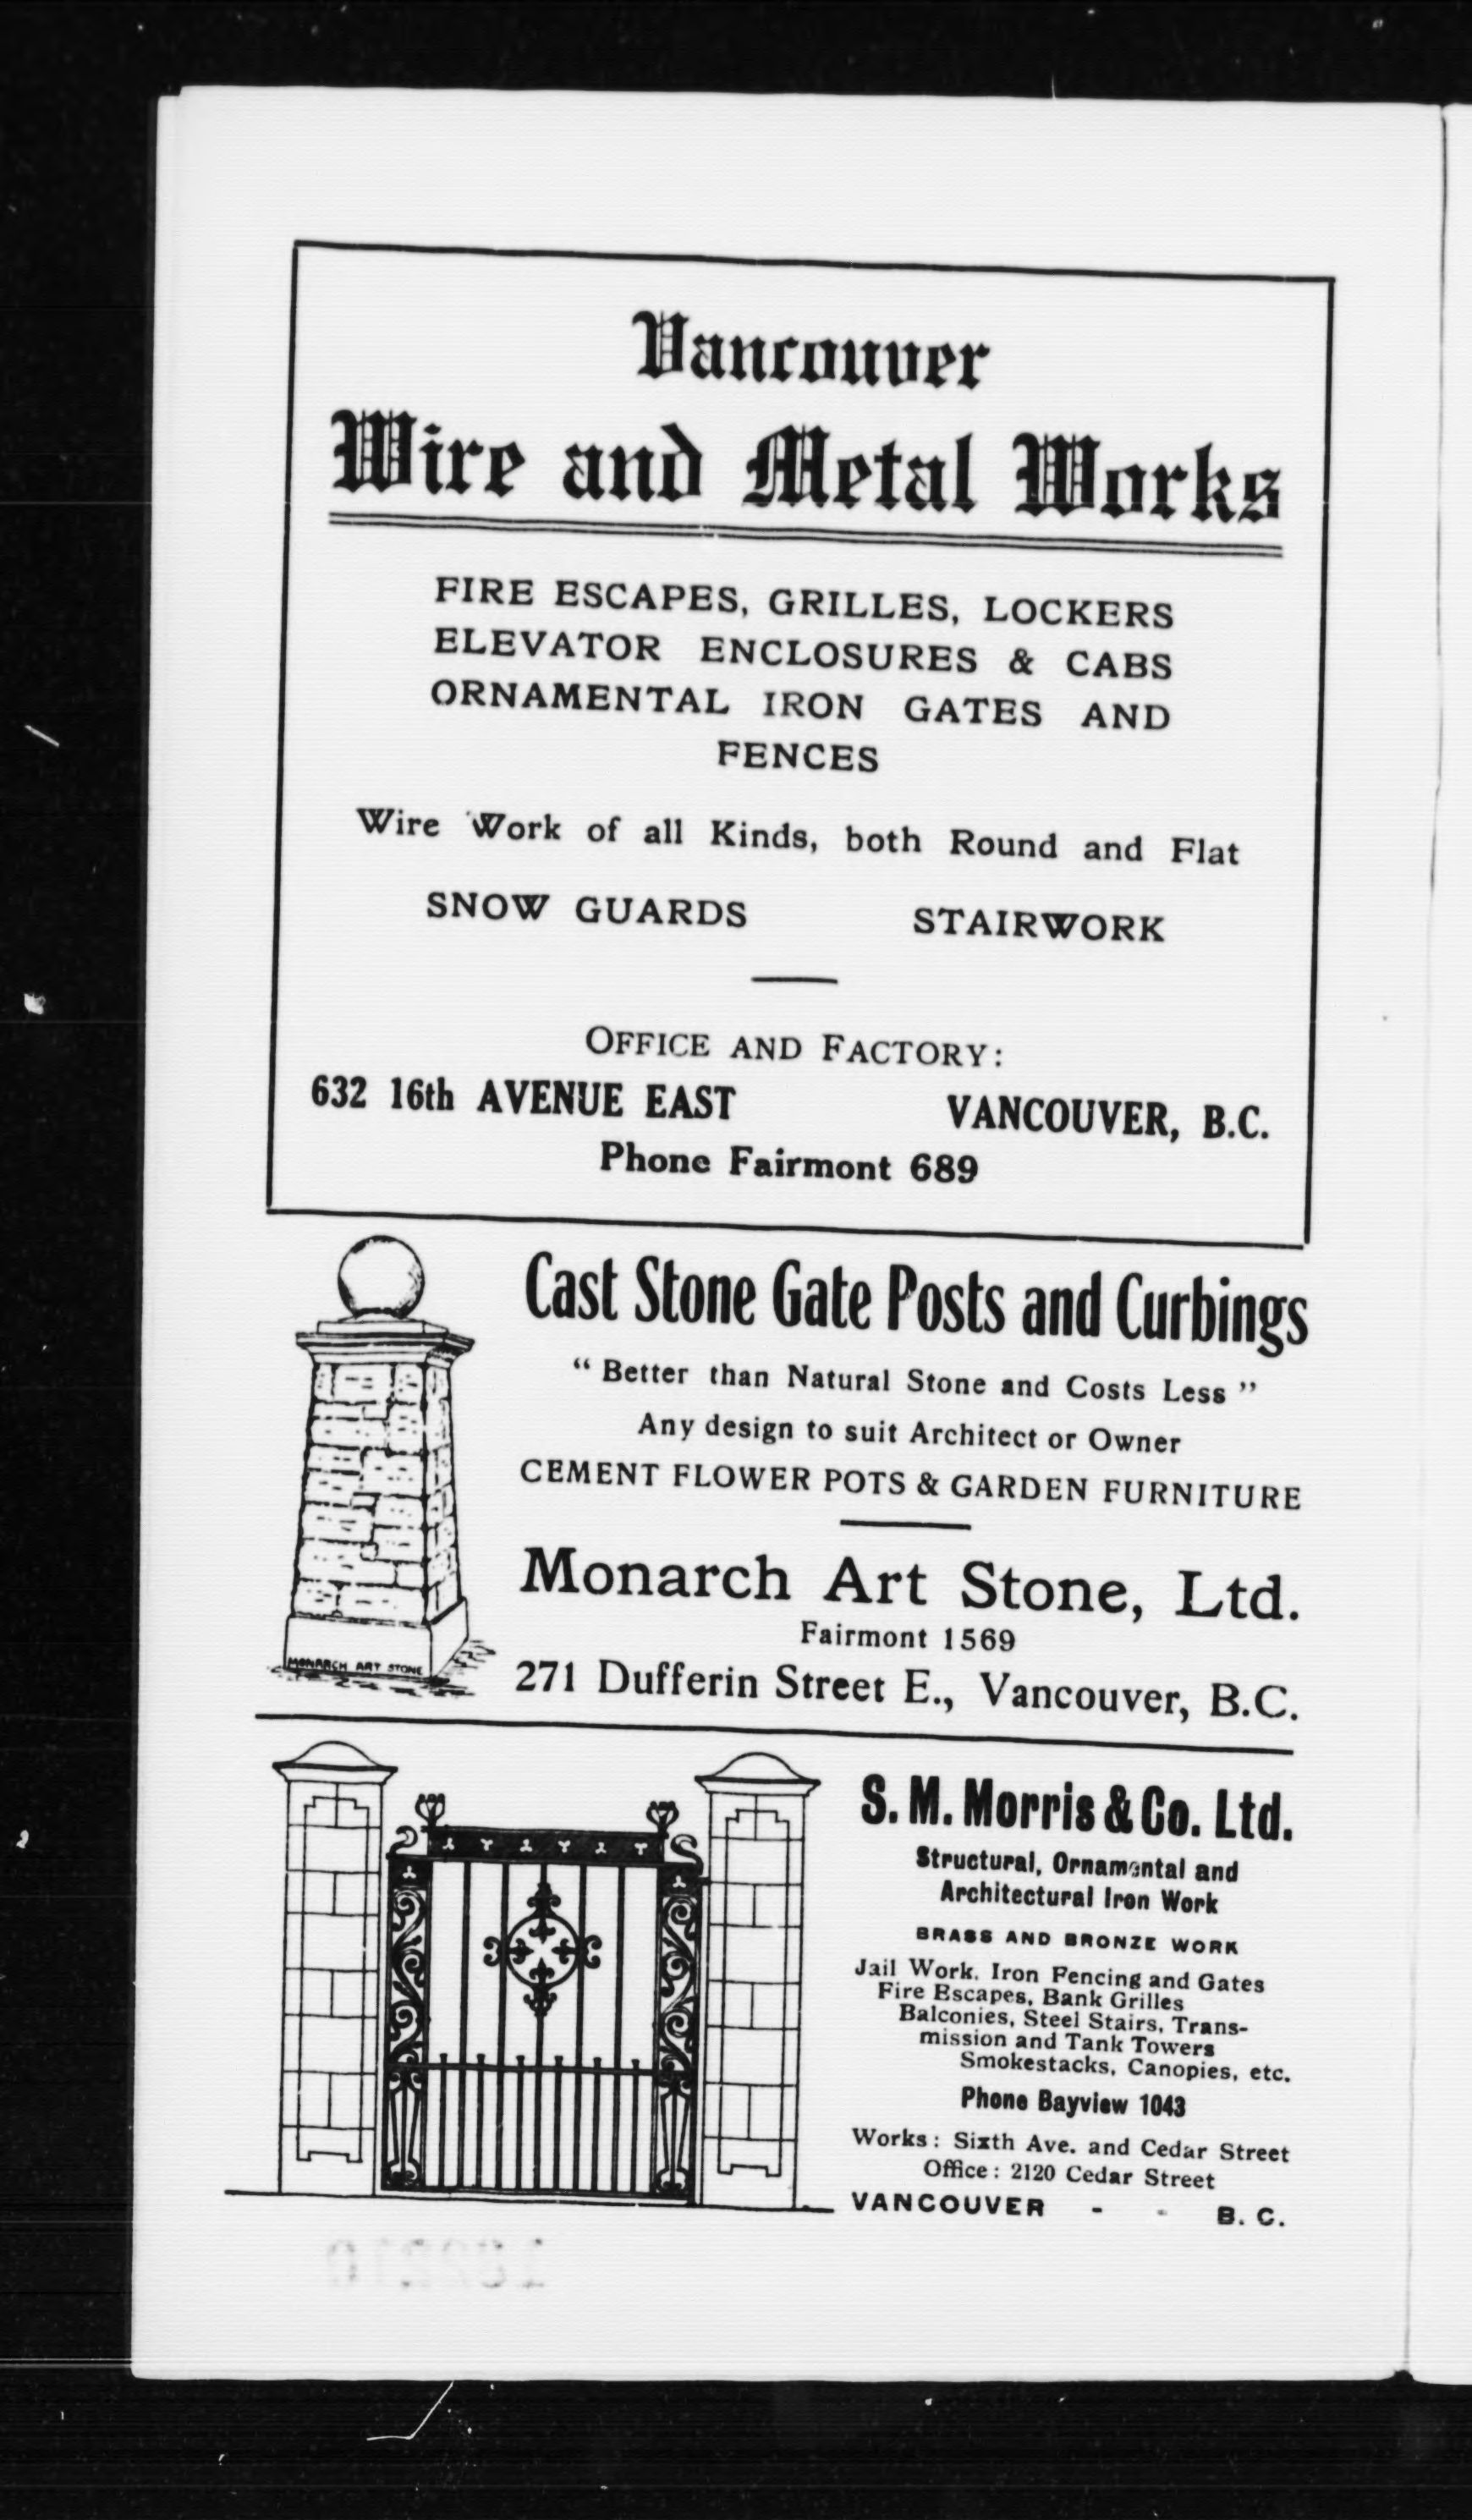 Vancouver
Wire and Metal Works
FIRE ESCAPES, GRILLES, LOCKERS
ELEVATOR ENCLOSURES & CABS
ORNAMENTAL IRON GATES AND
FENCES
Wire Work of all Kinds, both Round and Flat
SNOW GUARDS STAIRWORK
OFFICE AND FACTORY:
632 16th AVENUE EAST VANCOUVER, B.C.
Phone Fairmont 689
Cast Stone Gate Posts and Curbings
“ Better than Natural Stone and Costs Less ”
Any design to suit Architect or Owner
CEMENT FLOWER POTS & GARDEN FURNITURE
Monarch Art Stone, Ltd.
Fairmont 1569
271 Dufferin Street E., Vancouver, B.C.
MONARCH ART STONE
S. M. Morris & Co. Ltd.
Structural, Ornamental and
Architectural Iron Work
BRASS AND BRONZE WORK
Jail Work. Iron Fencing and Gates
Fire Escapes, Bank Grilles
Balconies, Steel Stairs, Trans-
mission and Tank Towers
Smokestacks, Canopies, etc.
Phone Bayview 1043
Works: Sixth Ave. and Cedar Street
Office: 2120 Cedar Street
VANCOUVER - - B. C.